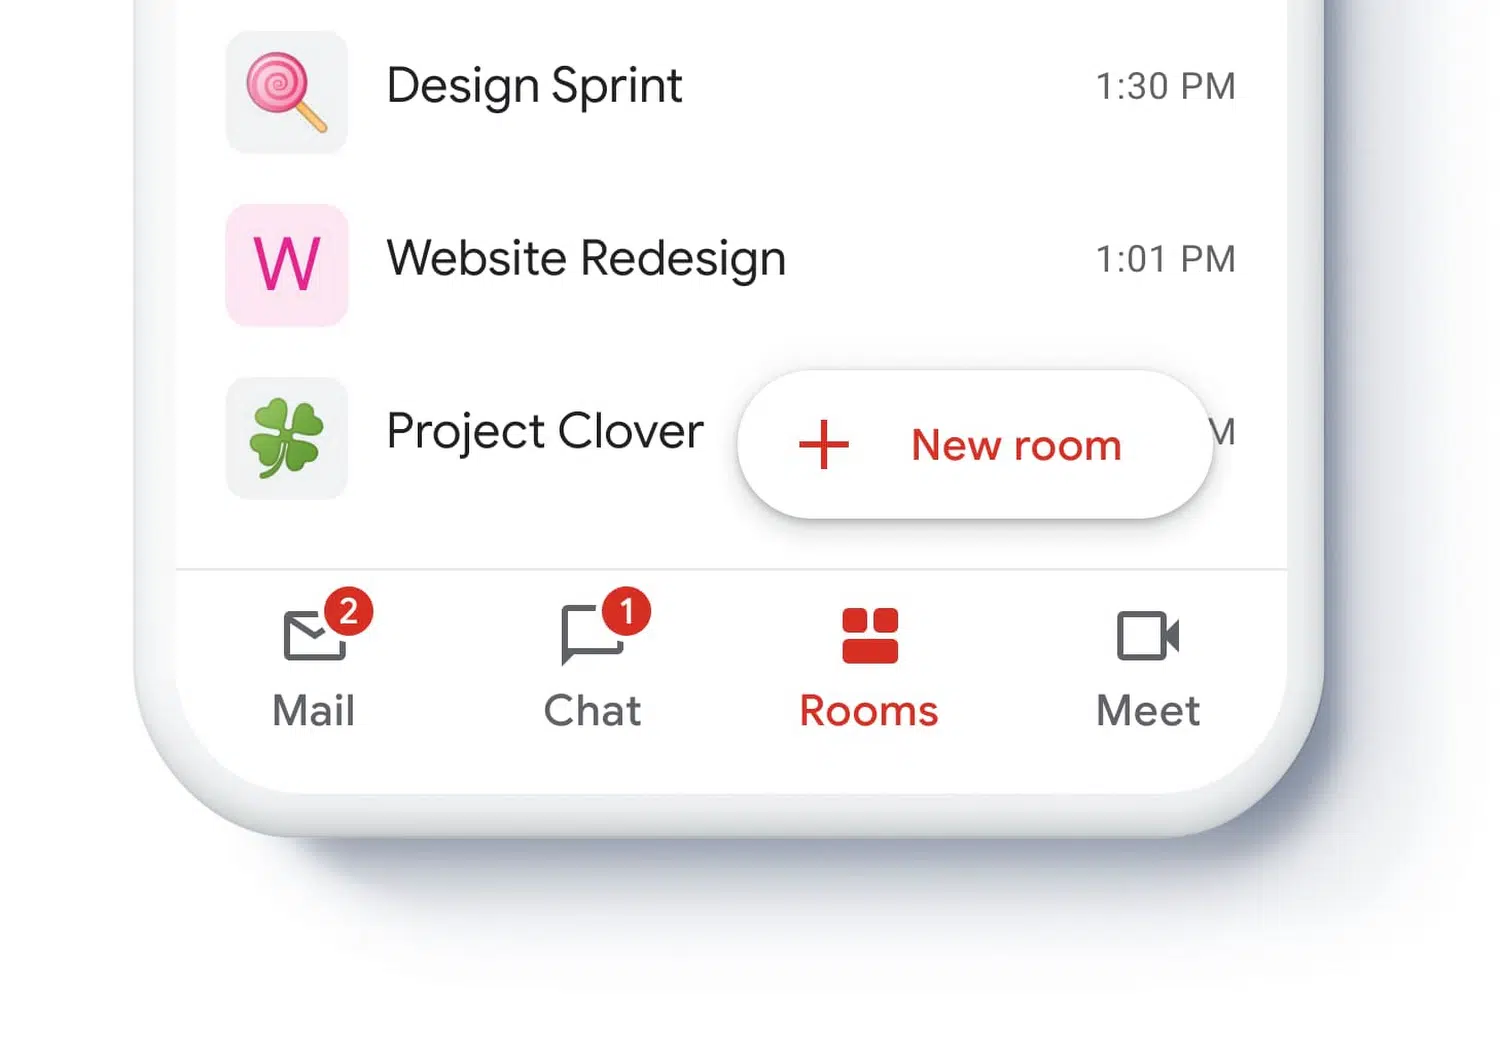 Design Sprint 1:30 PM
W Website Redesign 1:01 PM
Project Clover + New room M
2 1
Mail Chat Rooms Meet